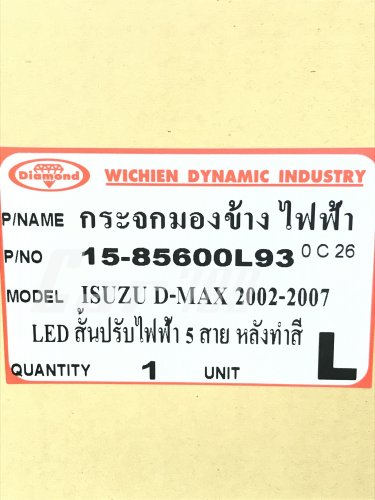 Diamond WICHIEN DYNAMIC INDUSTRY
P/NAME กระจกมองข้าง ไฟฟ้า
P/NO 15-85600L93 0 C 26
MODEL ISUZU D-MAX 2002-2007
LED สั้นปรับไฟฟ้า 5 สาย หลังทำสี
QUANTITY 1 UNIT L